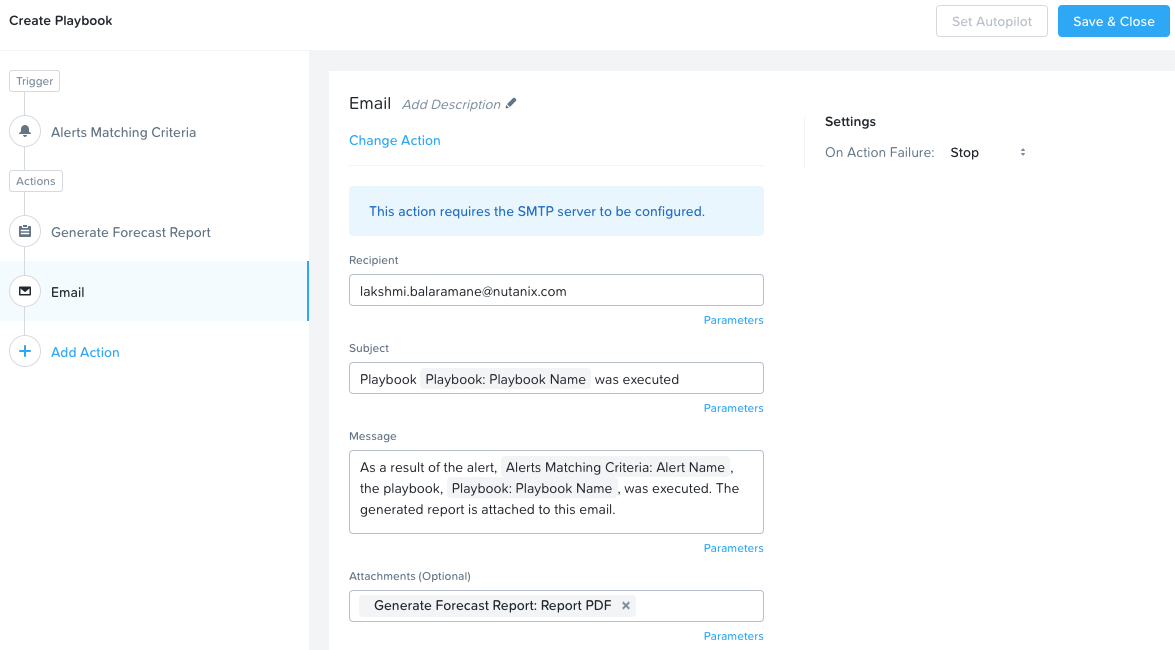 Create Playbook
Set Autopilot
Save & Close
Trigger
Alerts Matching Criteria
Actions
Generate Forecast Report
Email
Add Action
Email Add Description
Change Action
This action requires the SMTP server to be configured.
Recipient
lakshmi.balaramane@nutanix.com
Parameters
Subject
Playbook Playbook: Playbook Name was executed
Parameters
Message
As a result of the alert, Alerts Matching Criteria: Alert Name ,
the playbook, Playbook: Playbook Name , was executed. The
generated report is attached to this email.
Parameters
Attachments (Optional)
Generate Forecast Report: Report PDF ×
Parameters
Settings
On Action Failure: Stop